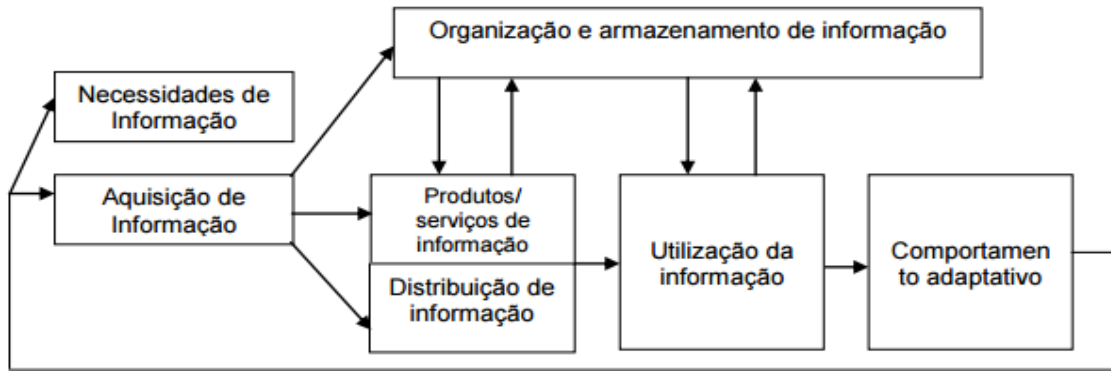 Organização e armazenamento de informação
Necessidades de
Informação
Aquisição de
Informação
Produtos/
serviços de
informação
Distribuição de
informação
Utilização da
informação
Comportamen
to adaptativo